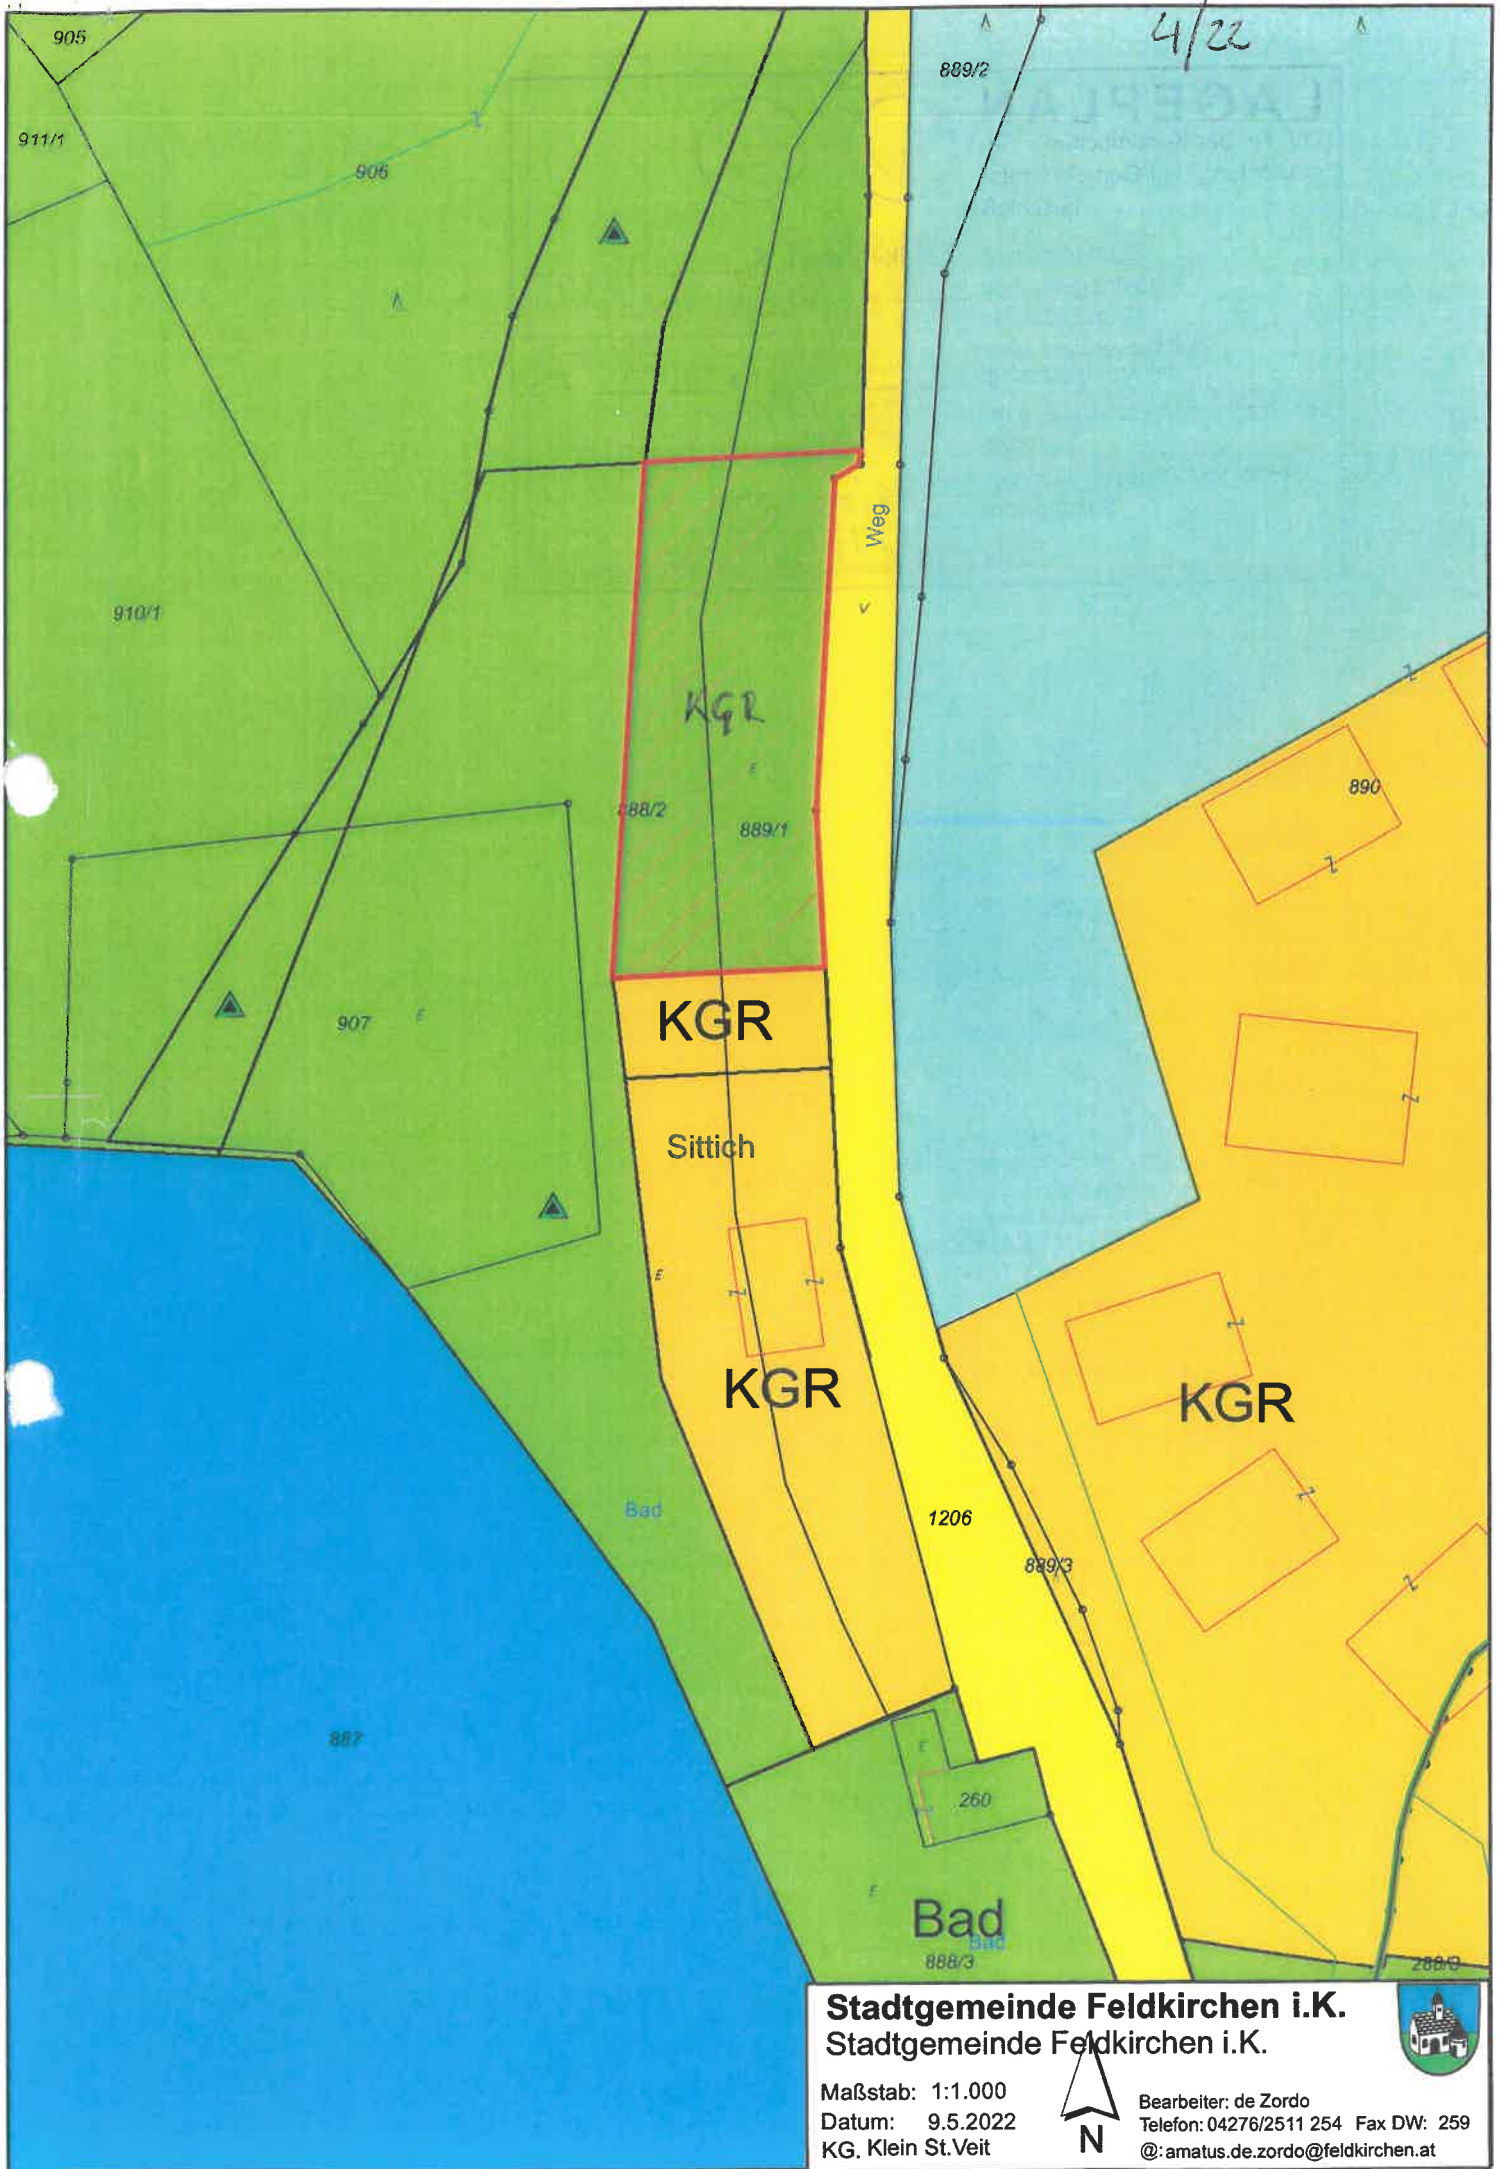 4/22
905
889/2
911/1
906
Weg
910/1
KGR
890
888/2
889/1
KGR
907
Sittich
KGR
KGR
Bad
1206
889/3
887
260
Bad
Bad
888/3
Stadtgemeinde Feldkirchen i.K.
Stadtgemeinde Feldkirchen i.K.
Maßstab: 1:1.000
Datum: 9.5.2022
KG. Klein St.Veit
N
Bearbeiter: de Zordo
Telefon: 04276/2511 254 Fax DW: 259
@: amatus.de.zordo@feldkirchen.at